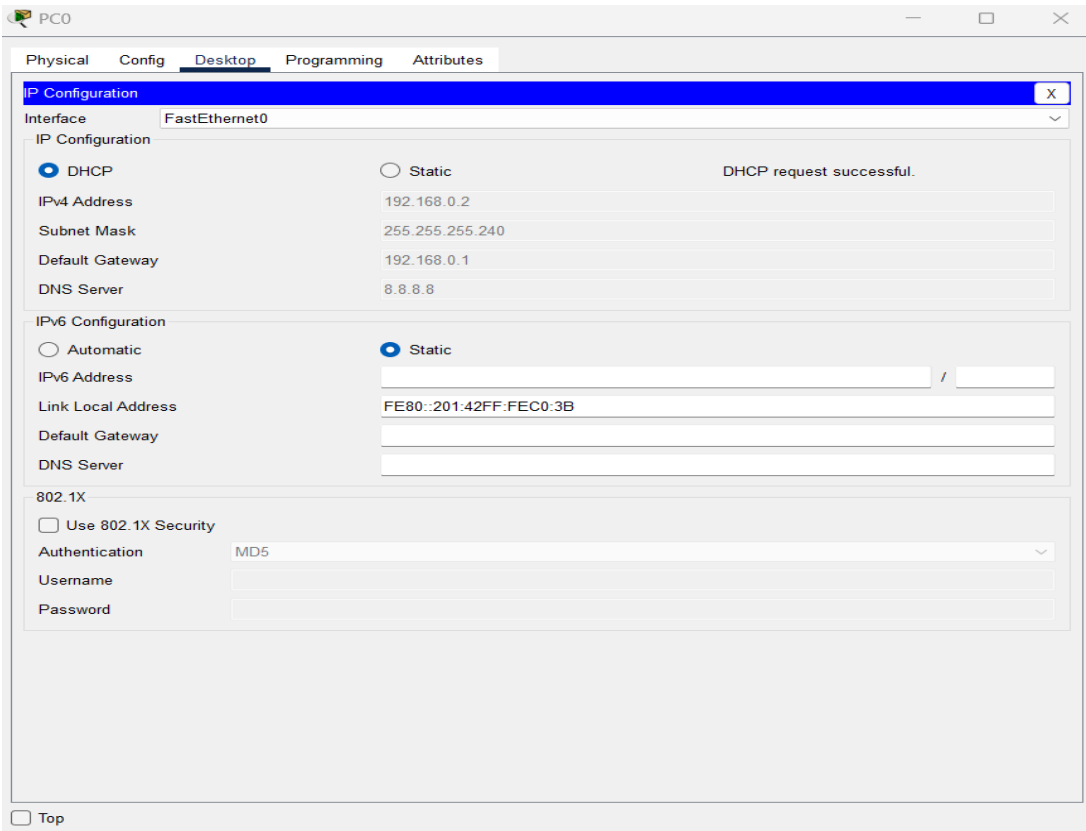 PC0
Physical Config Desktop Programming Attributes
IP Configuration X
Interface FastEthernet0
IP Configuration
DHCP Static DHCP request successful.
IPv4 Address 192.168.0.2
Subnet Mask 255.255.255.240
Default Gateway 192.168.0.1
DNS Server 8.8.8.8
IPv6 Configuration
Automatic Static
IPv6 Address /
Link Local Address FE80::201:42FF:FEC0:3B
Default Gateway
DNS Server
802.1X
Use 802.1X Security
Authentication MD5
Username
Password
Top